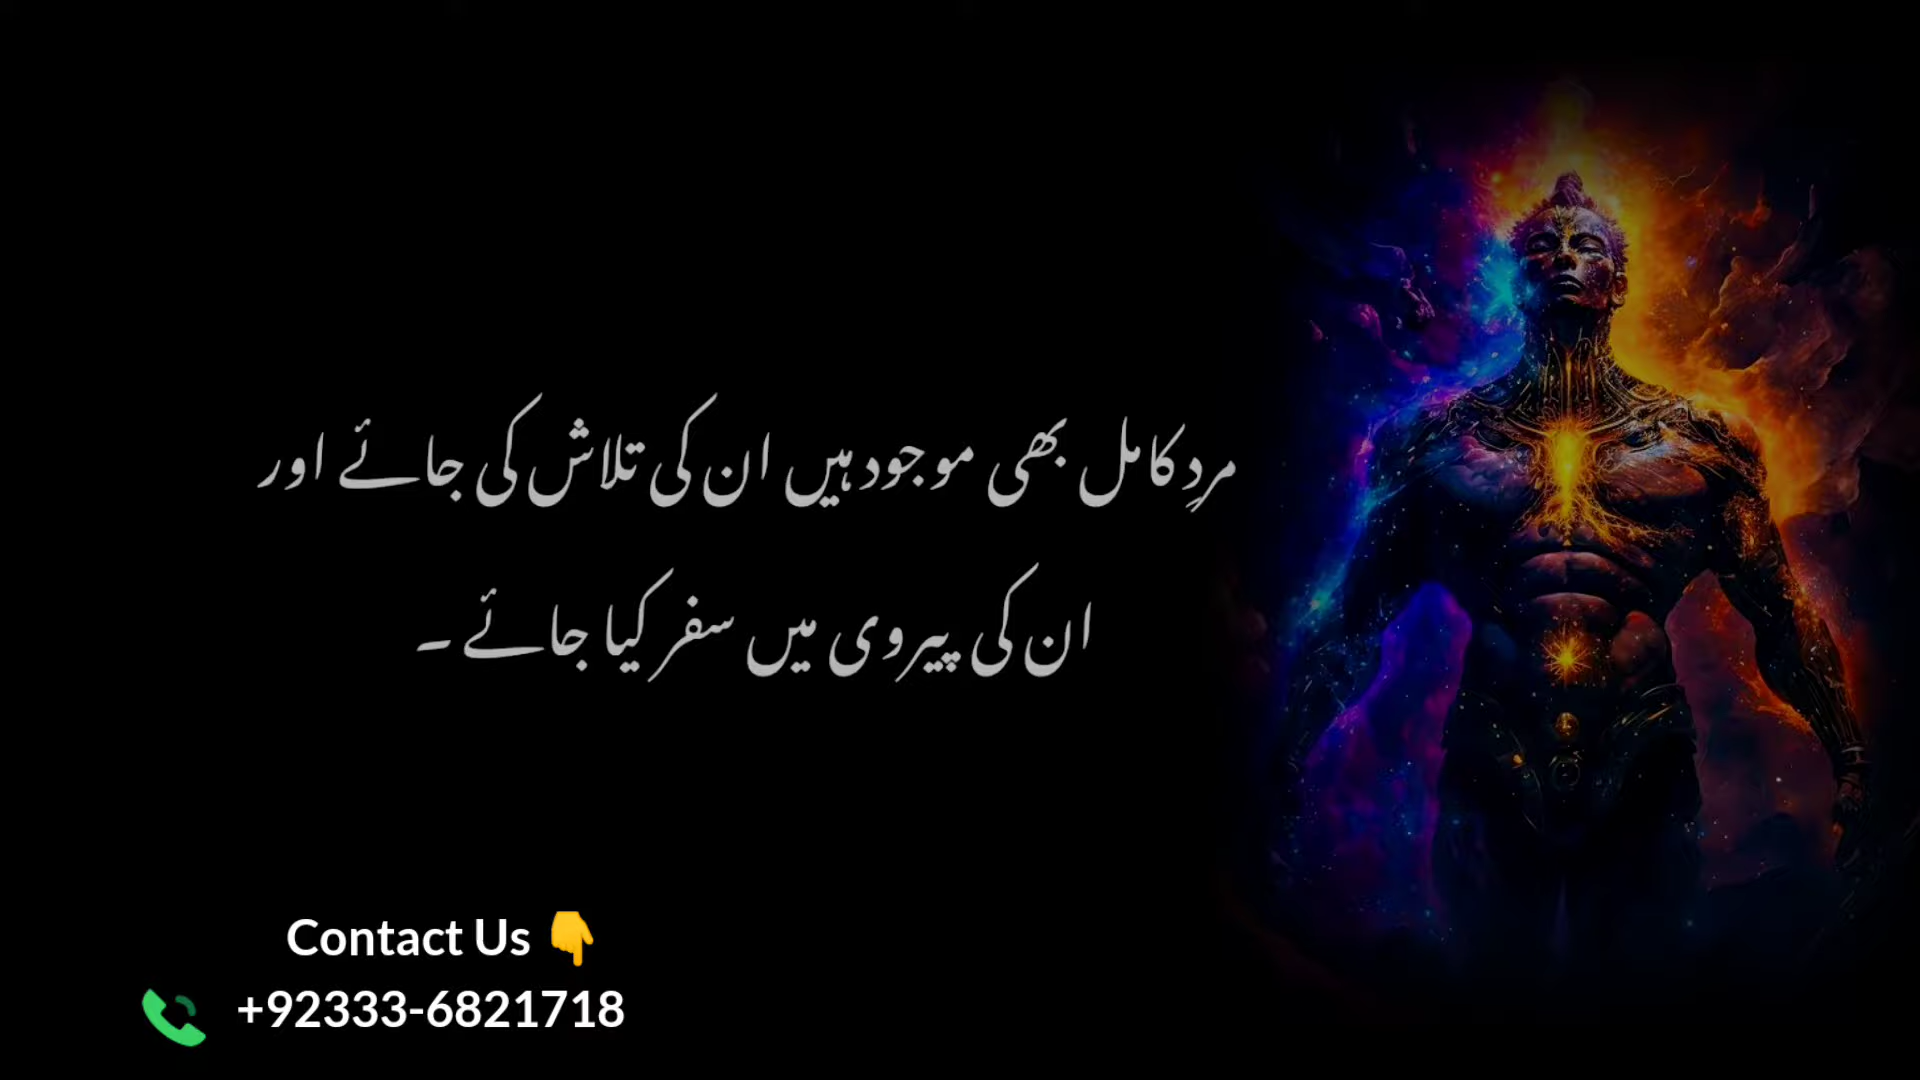 مردِ کامل بھی موجود ہیں ان کی تلاش کی جائے اور
ان کی پیروی میں سفر کیا جائے ۔
Contact Us 👇
+92333-6821718